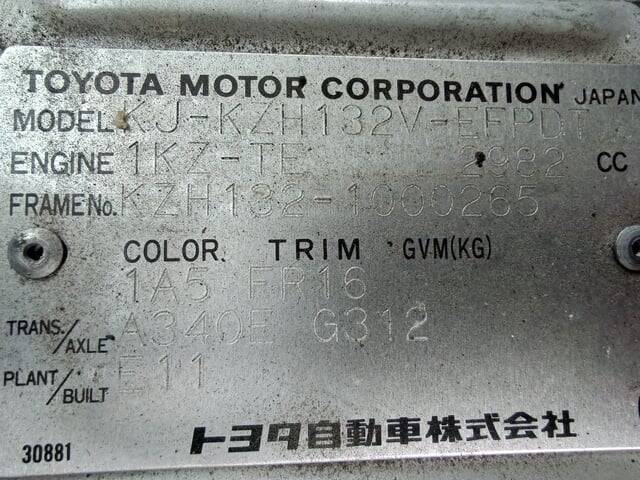 TOYOTA MOTOR CORPORATION JAPAN
MODEL KJ-KZH132V-EFPDT
ENGINE 1KZ-TE 2982 CC
FRAME No. KZH132-1000265
COLOR TRIM GVM(KG)
1A5 FR16
TRANS./AXLE A340E G312
PLANT/BUILT E11
トヨタ自動車株式会社
30881